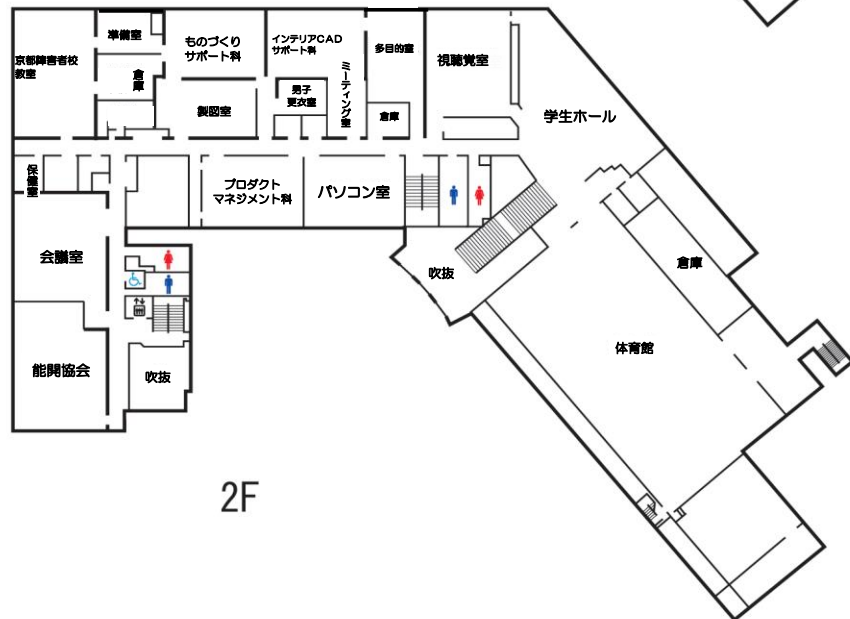 準備室
ものづくり
サポート科
インテリアCAD
サポート科
多目的室
視聴覚室
京都障害者校
教室
倉庫
男子
更衣室
ミーティング室
製図室
倉庫
学生ホール
保健室
プロダクト
マネジメント科
パソコン室
会議室
吹抜
倉庫
体育館
能開協会
吹抜
2F